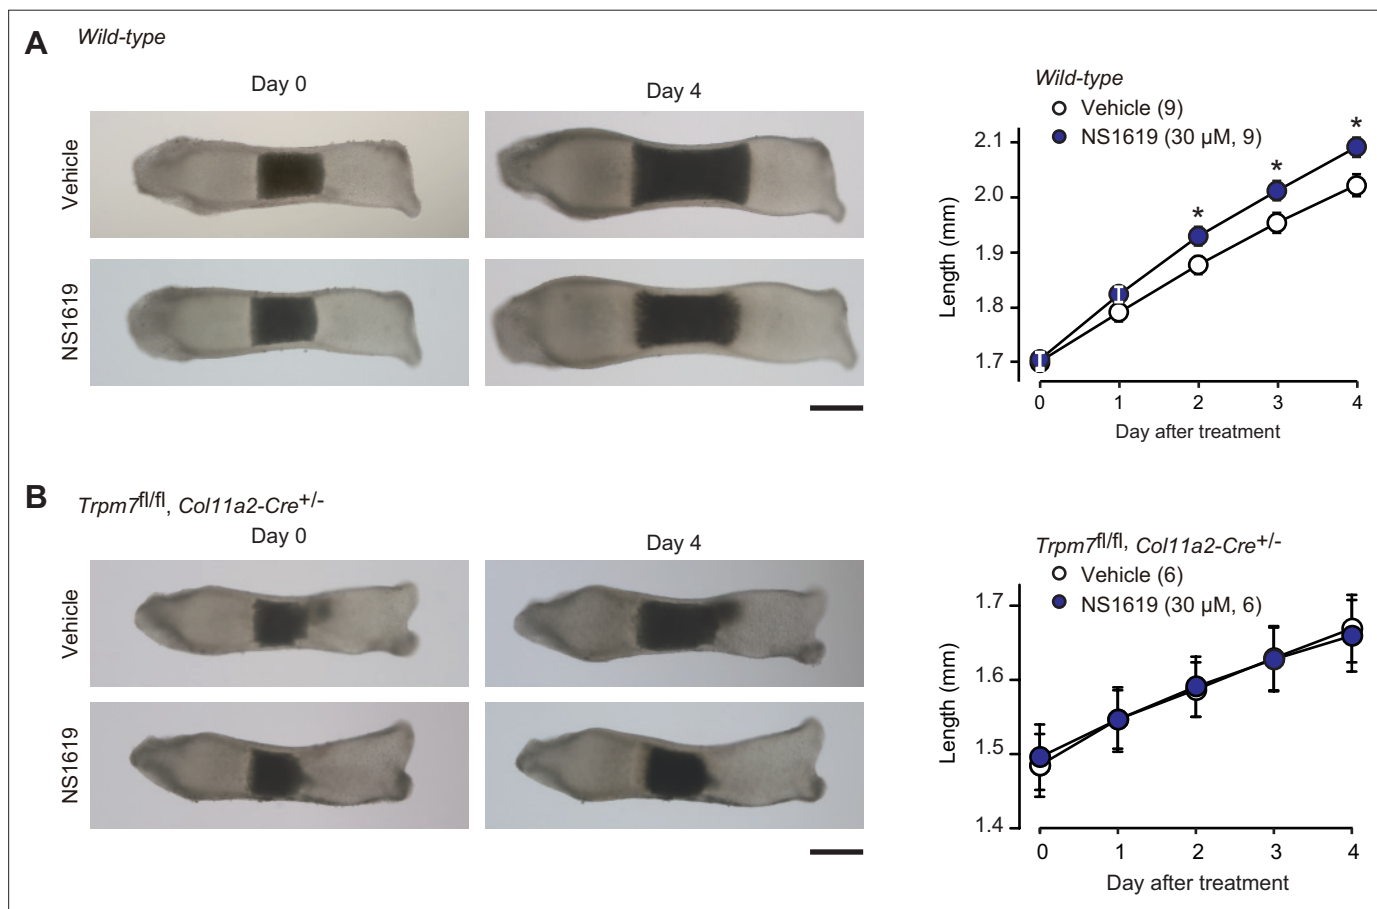 A
Wild-type
Day 0
Day 4
Vehicle
NS1619
Wild-type
Vehicle (9)
NS1619 (30 µM, 9)
*
*
*
2.1
2.0
1.9
1.8
1.7
Length (mm)
0 1 2 3 4
Day after treatment
B
Trpm7fl/fl, Col11a2-Cre+/-
Day 0
Day 4
Vehicle
NS1619
Trpm7fl/fl, Col11a2-Cre+/-
Vehicle (6)
NS1619 (30 µM, 6)
1.7
1.6
1.5
1.4
Length (mm)
0 1 2 3 4
Day after treatment